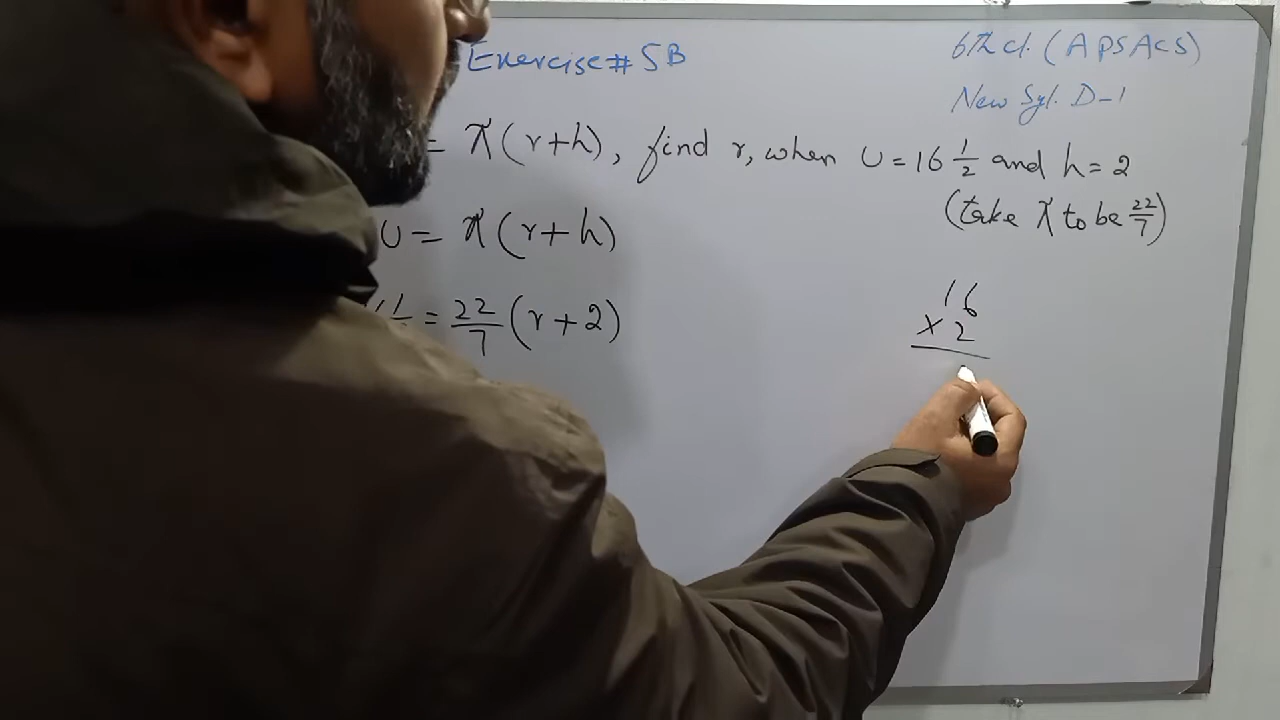 Exercise # 5B
6th cl. (APSACS)
New Syl. D-1
= π(r+h), find r, when U = 16 1/2 and h = 2
(take π to be 22/7)
U = π(r+h)
= 22/7 (r+2)
16
× 2